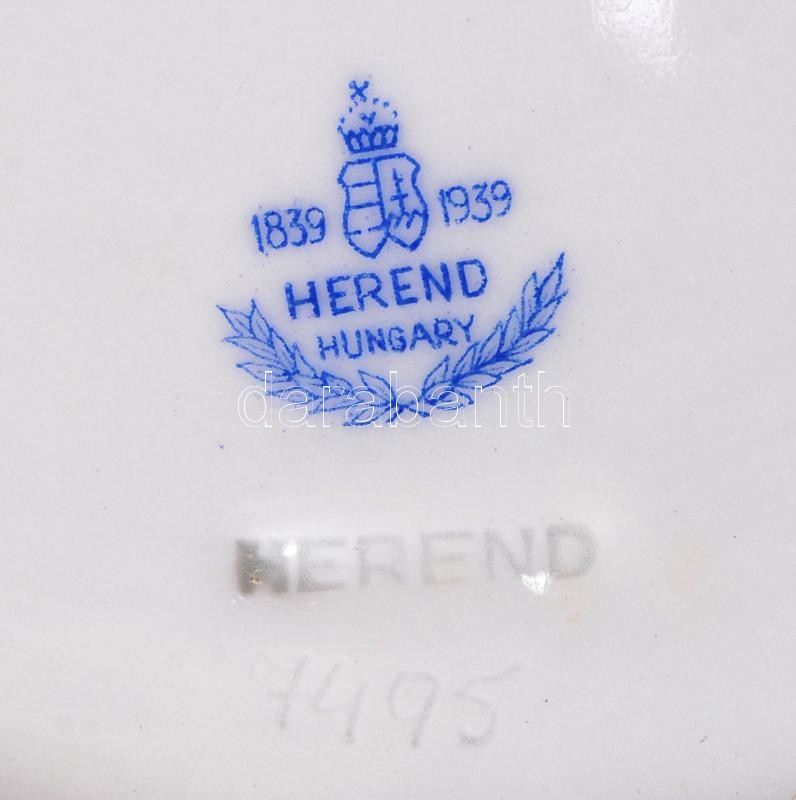 1839 1939
HEREND
HUNGARY
darabanth
HEREND
7495